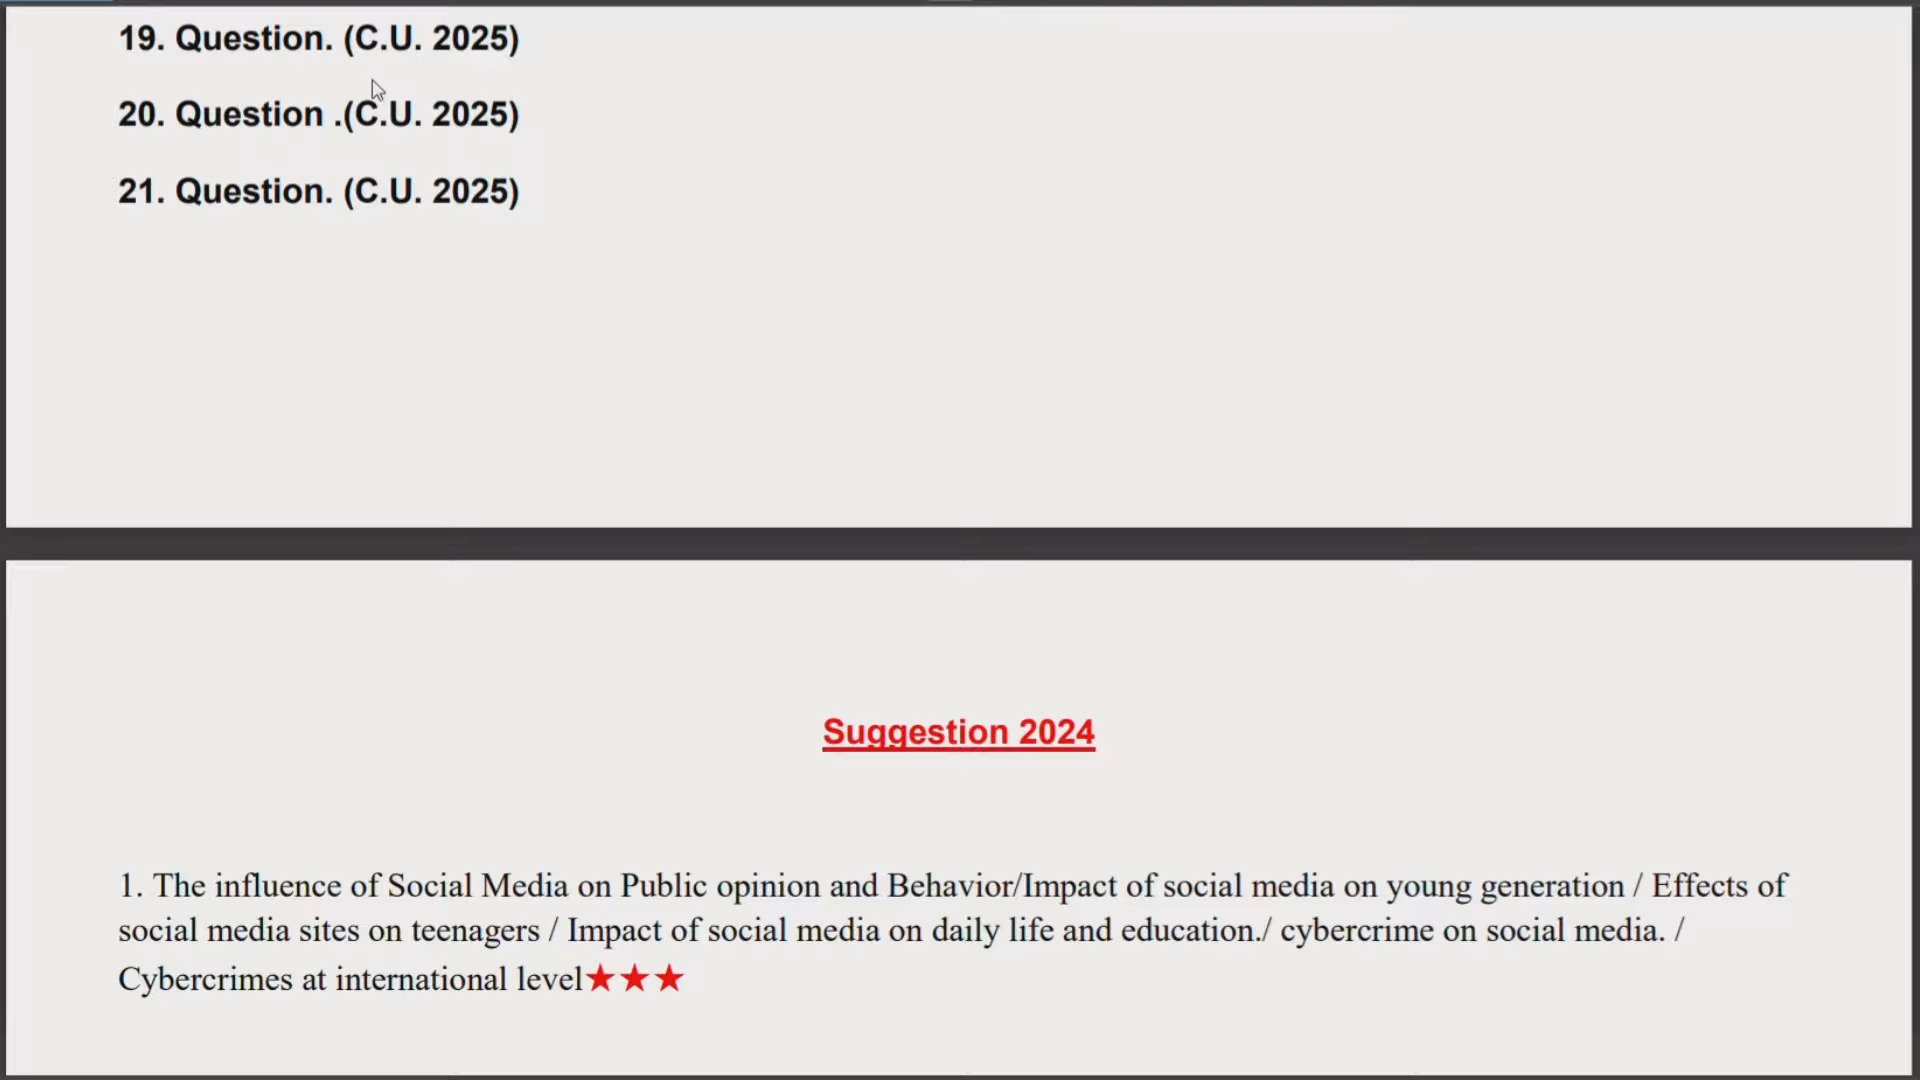 19. Question. (C.U. 2025)
20. Question .(C.U. 2025)
21. Question. (C.U. 2025)
Suggestion 2024
1. The influence of Social Media on Public opinion and Behavior/Impact of social media on young generation / Effects of
social media sites on teenagers / Impact of social media on daily life and education./ cybercrime on social media. /
Cybercrimes at international level★★★